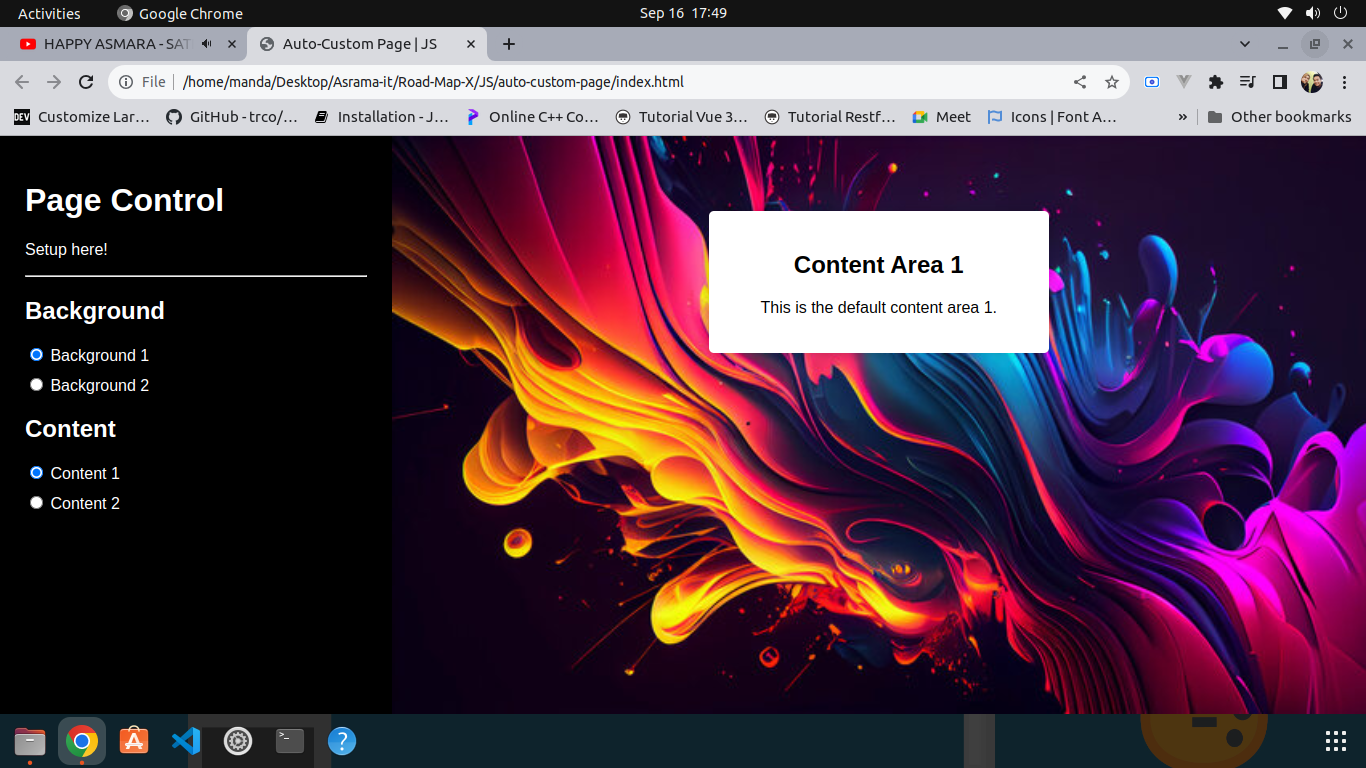 Activities Google Chrome Sep 16 17:49
HAPPY ASMARA - SAT Auto-Custom Page | JS
File /home/manda/Desktop/Asrama-it/Road-Map-X/JS/auto-custom-page/index.html
DEV Customize Lar… GitHub - trco/… Installation - J… Online C++ Co… Tutorial Vue 3… Tutorial Restf… Meet Icons | Font A… » Other bookmarks
Page Control
Setup here!
Background
Background 1
Background 2
Content
Content 1
Content 2
Content Area 1
This is the default content area 1.